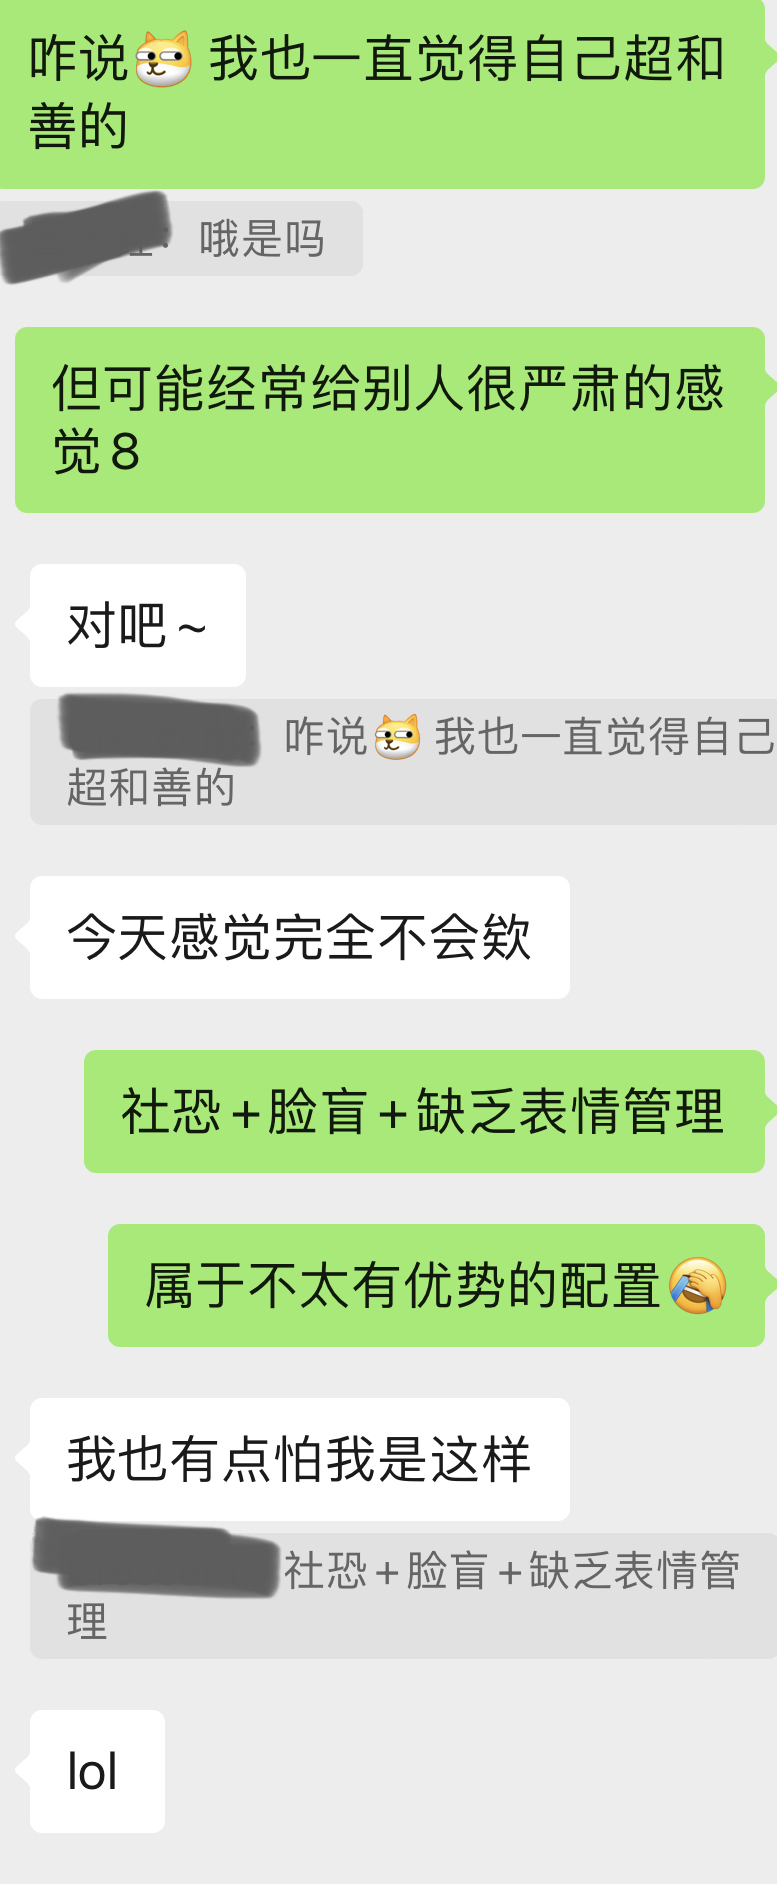 咋说 我也一直觉得自己超和
善的
哦是吗
但可能经常给别人很严肃的感
觉8
对吧~
咋说 我也一直觉得自己
超和善的
今天感觉完全不会欸
社恐+脸盲+缺乏表情管理
属于不太有优势的配置
我也有点怕我是这样
社恐+脸盲+缺乏表情管
理
lol